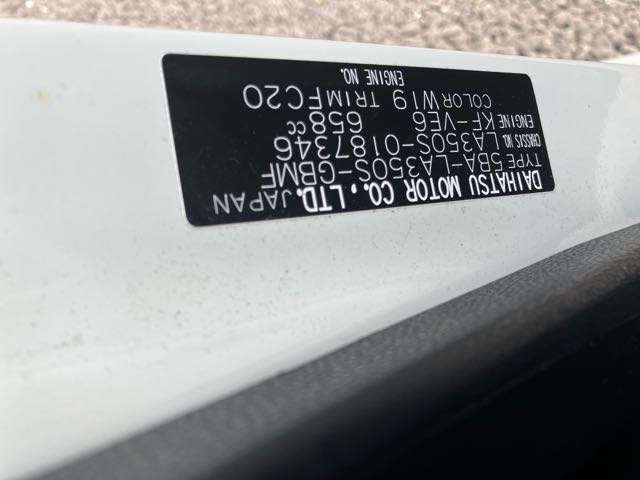 DAIHATSU MOTOR CO., LTD. JAPAN
TYPE 5BA-LA350S-GBMF
CHASSIS NO. LA350S-0187346
ENGINE KF-VE6 658cc
COLOR W19 TRIM FC20
ENGINE NO.